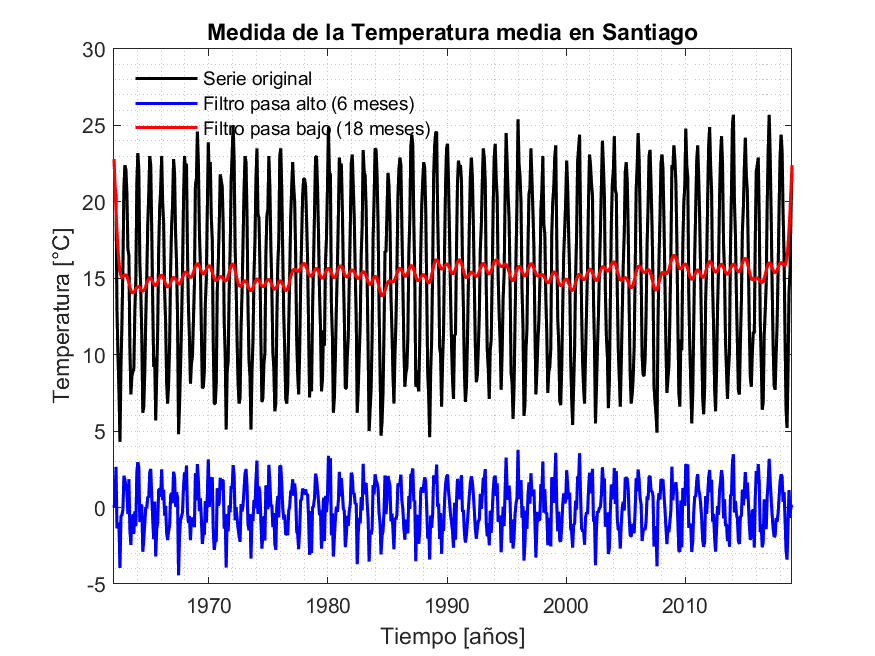 Medida de la Temperatura media en Santiago
Serie original
Filtro pasa alto (6 meses)
Filtro pasa bajo (18 meses)
Temperatura [°C]
30
25
20
15
10
5
0
-5
1970
1980
1990
2000
2010
Tiempo [años]